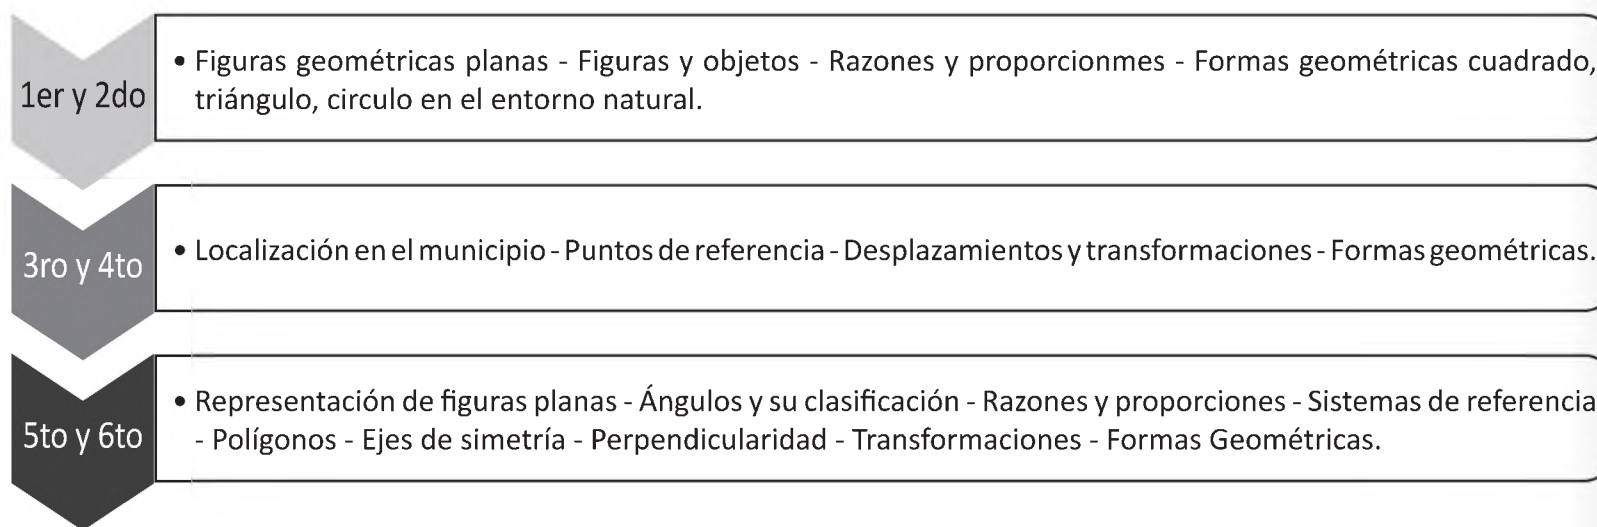 1er y 2do
• Figuras geométricas planas - Figuras y objetos - Razones y proporcionmes - Formas geométricas cuadrado,
triángulo, circulo en el entorno natural.
3ro y 4to
• Localización en el municipio - Puntos de referencia - Desplazamientos y transformaciones - Formas geométricas.
5to y 6to
• Representación de figuras planas - Ángulos y su clasificación - Razones y proporciones - Sistemas de referencia
- Polígonos - Ejes de simetría - Perpendicularidad - Transformaciones - Formas Geométricas.